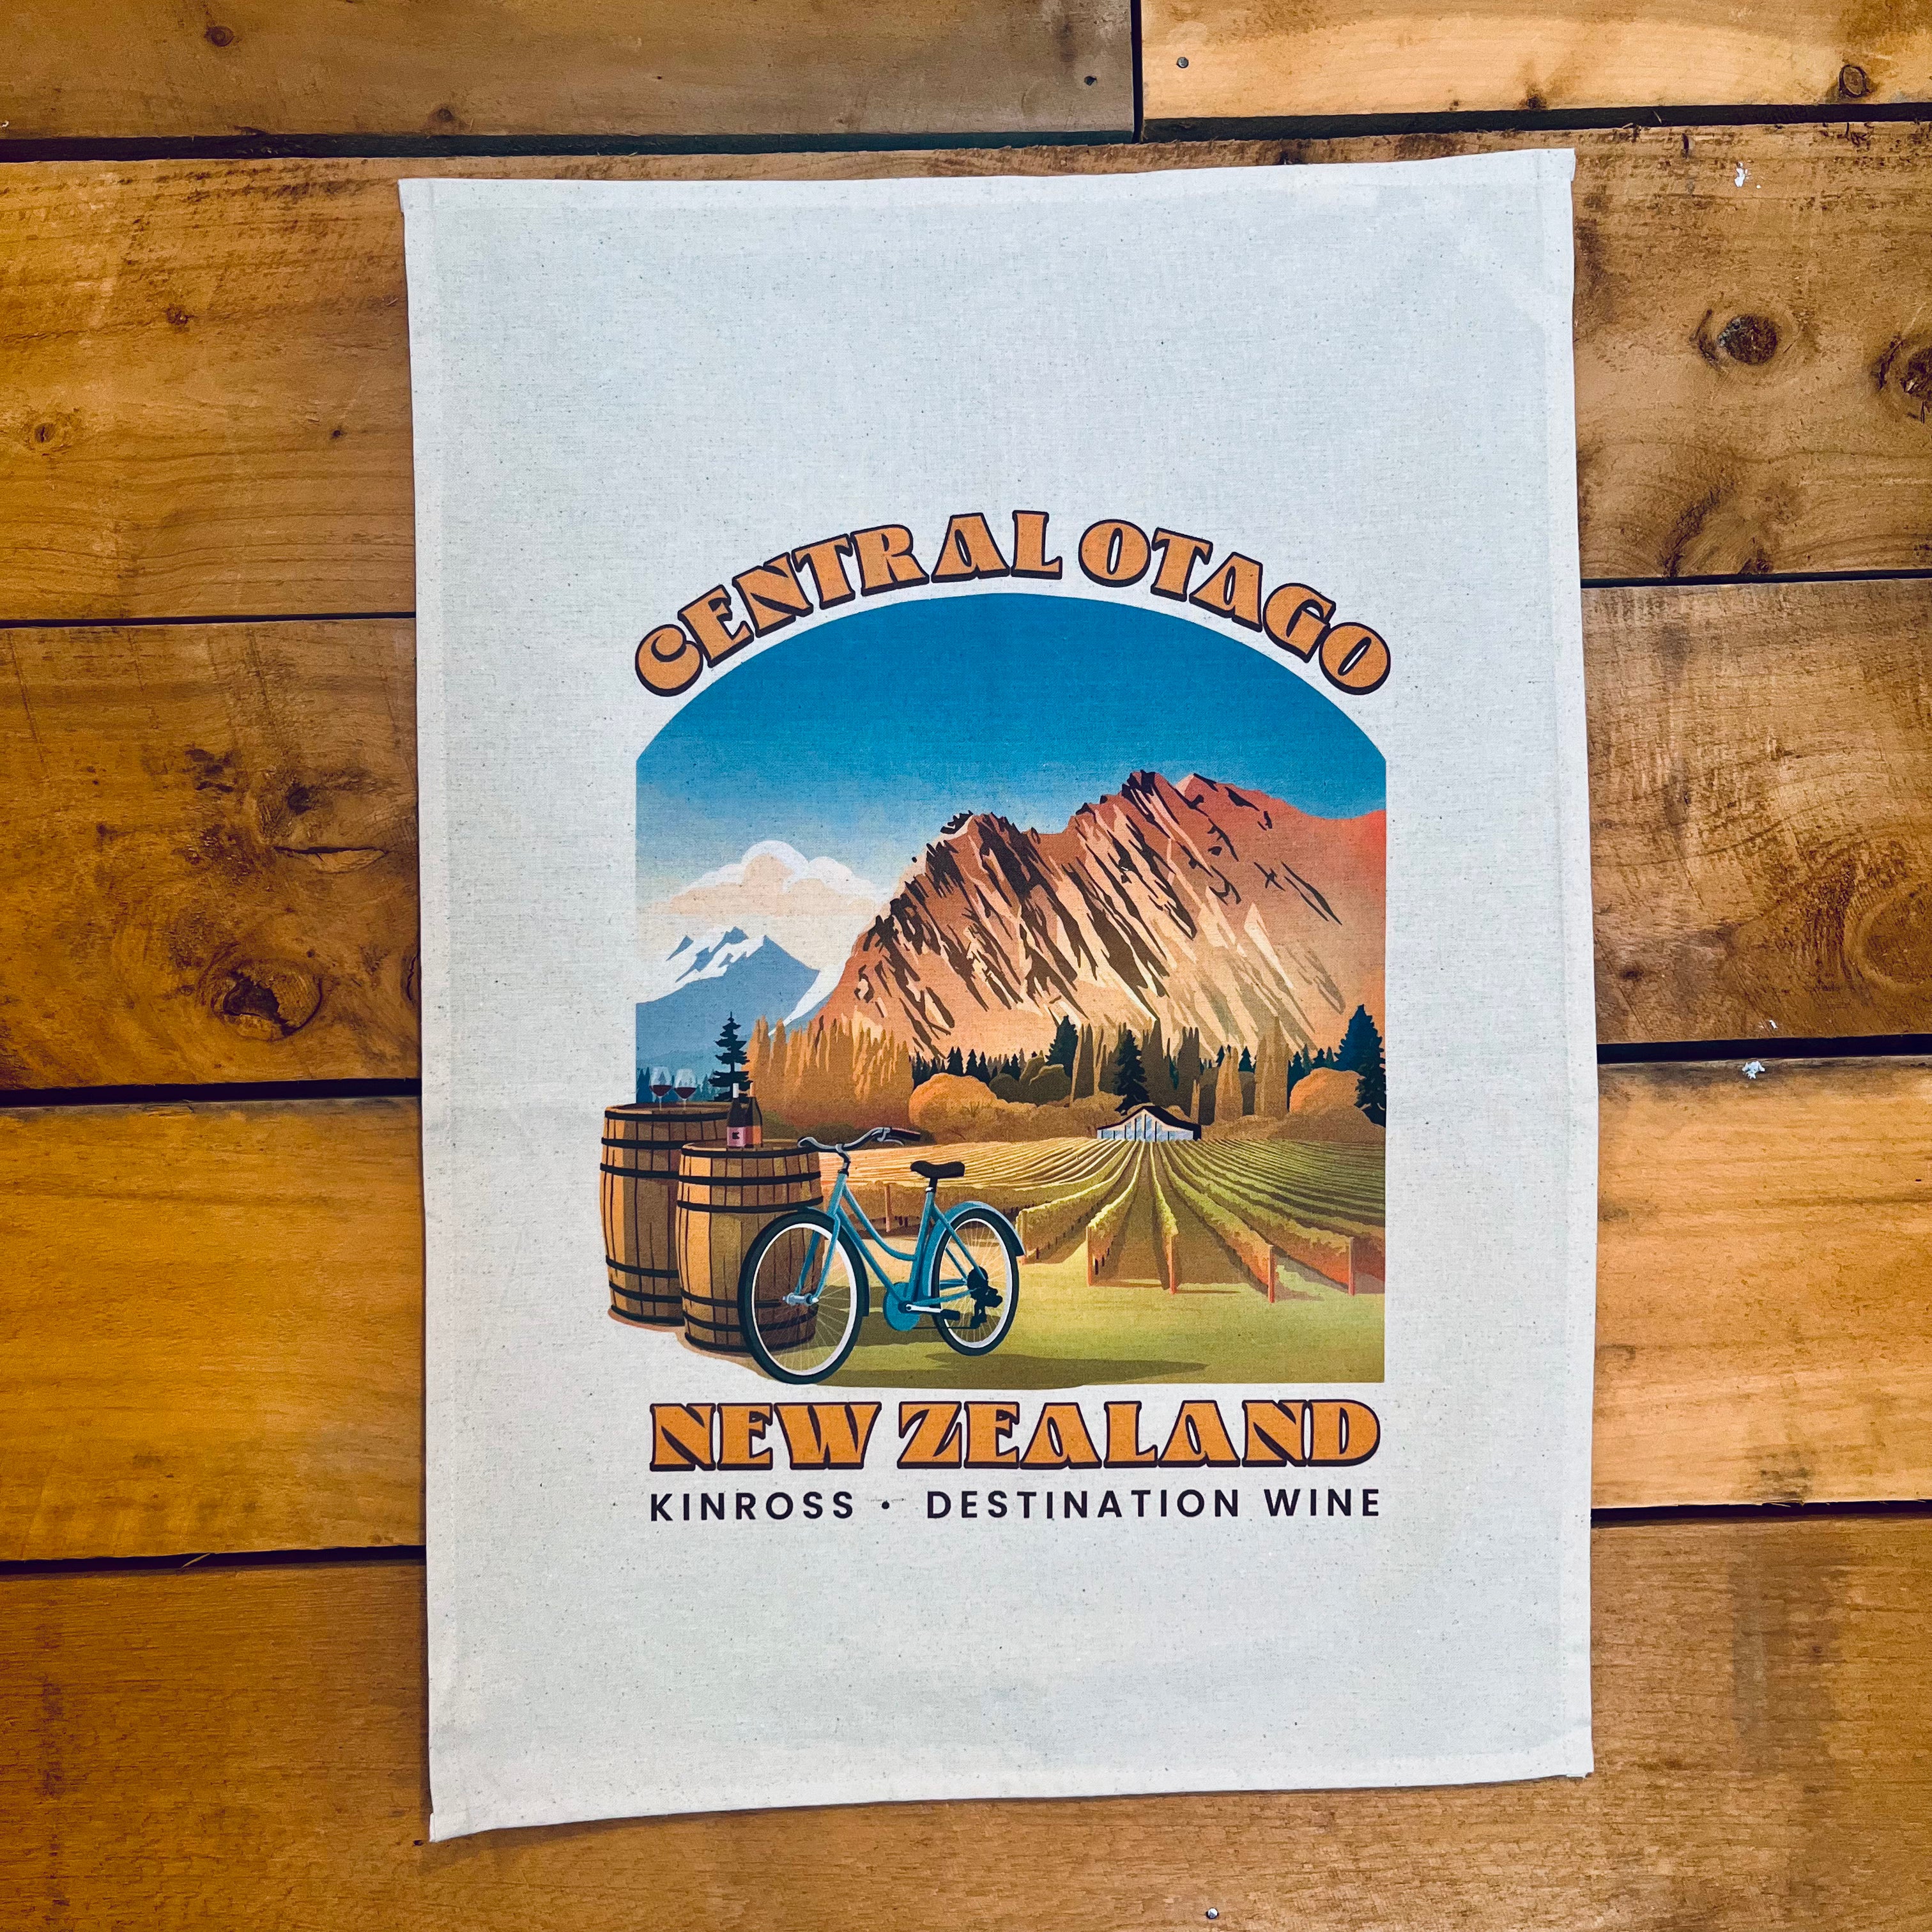 CENTRAL OTAGO
K
NEW ZEALAND
KINROSS • DESTINATION WINE